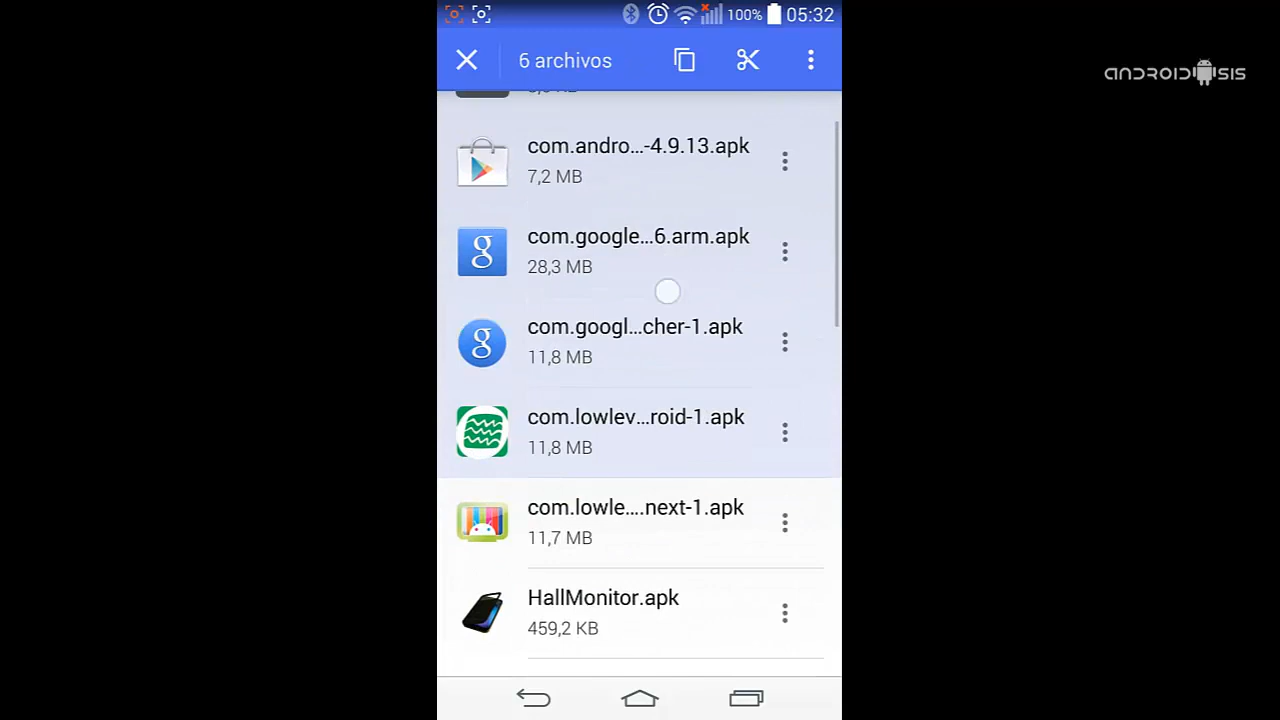 100% 05:32
6 archivos
ANDROIDSIS
com.andro...-4.9.13.apk
7,2 MB
com.google...6.arm.apk
28,3 MB
com.googl...cher-1.apk
11,8 MB
com.lowlev...roid-1.apk
11,8 MB
com.lowle....next-1.apk
11,7 MB
HallMonitor.apk
459,2 KB